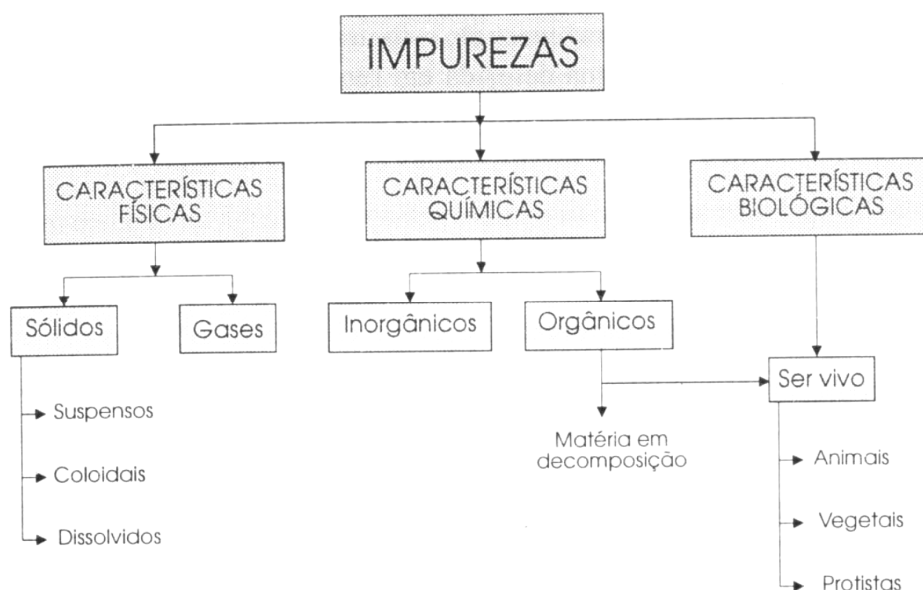 IMPUREZAS
CARACTERÍSTICAS
FÍSICAS
CARACTERÍSTICAS
QUÍMICAS
CARACTERÍSTICAS
BIOLÓGICAS
Sólidos
Gases
Inorgânicos
Orgânicos
Ser vivo
Suspensos
Coloidais
Dissolvidos
Matéria em
decomposição
Animais
Vegetais
Protistas